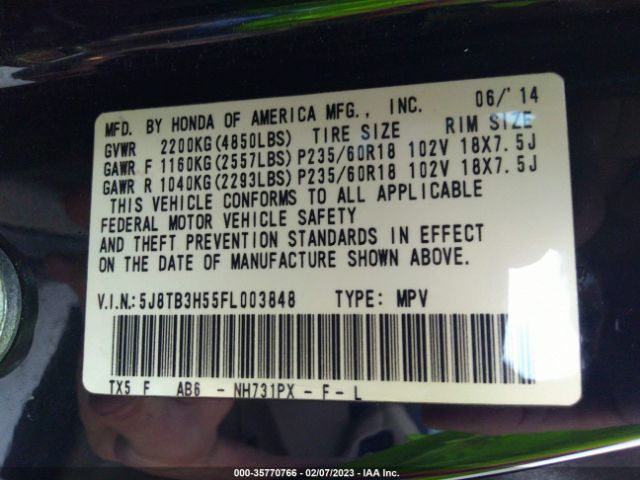 MFD. BY HONDA OF AMERICA MFG., INC. 06/'14
GVWR 2200KG(4850LBS) TIRE SIZE RIM SIZE
GAWR F 1160KG(2557LBS)P235/60R18 102V 18X7.5J
GAWR R 1040KG(2293LBS)P235/60R18 102V 18X7.5J
THIS VEHICLE CONFORMS TO ALL APPLICABLE
FEDERAL MOTOR VEHICLE SAFETY
AND THEFT PREVENTION STANDARDS IN EFFECT
ON THE DATE OF MANUFACTURE SHOWN ABOVE.
V.I.N.:5J8TB3H55FL003848 TYPE: MPV
TX5 F AB6 - NH731PX - F - L
000-35770766 - 02/07/2023 - IAA Inc.